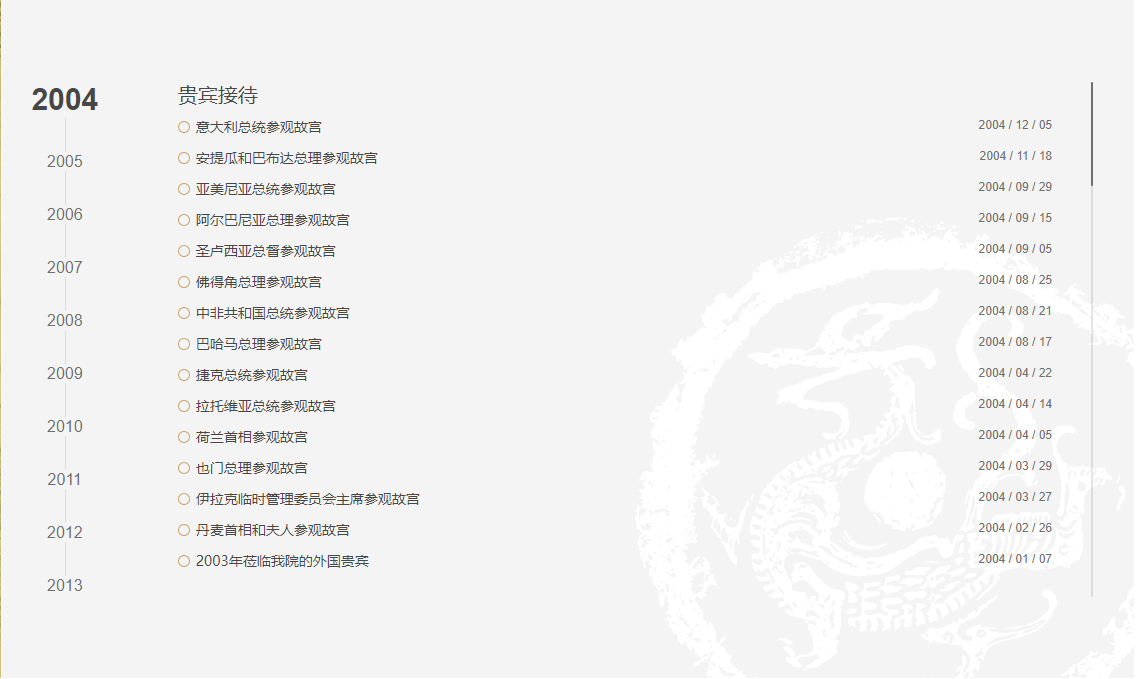 2004
2005
2006
2007
2008
2009
2010
2011
2012
2013
贵宾接待
意大利总统参观故宫 2004 / 12 / 05
安提瓜和巴布达总理参观故宫 2004 / 11 / 18
亚美尼亚总统参观故宫 2004 / 09 / 29
阿尔巴尼亚总理参观故宫 2004 / 09 / 15
圣卢西亚总督参观故宫 2004 / 09 / 05
佛得角总理参观故宫 2004 / 08 / 25
中非共和国总统参观故宫 2004 / 08 / 21
巴哈马总理参观故宫 2004 / 08 / 17
捷克总统参观故宫 2004 / 04 / 22
拉托维亚总统参观故宫 2004 / 04 / 14
荷兰首相参观故宫 2004 / 04 / 05
也门总理参观故宫 2004 / 03 / 29
伊拉克临时管理委员会主席参观故宫 2004 / 03 / 27
丹麦首相和夫人参观故宫 2004 / 02 / 26
2003年莅临我院的外国贵宾 2004 / 01 / 07